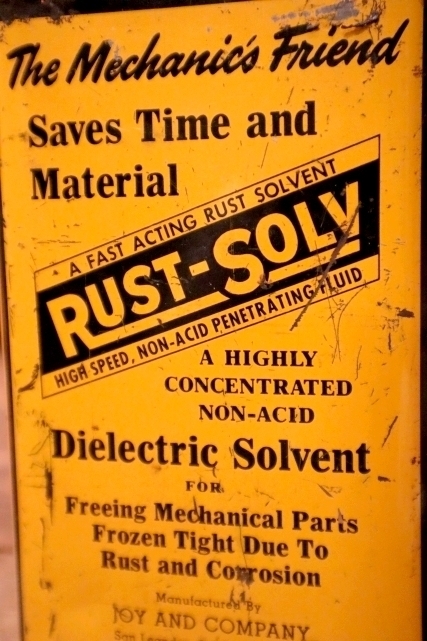 The Mechanic's Friend
Saves Time and
Material
A FAST ACTING RUST SOLVENT
RUST-SOLV
HIGH SPEED, NON-ACID PENETRATING FLUID
A HIGHLY
CONCENTRATED
NON-ACID
Dielectric Solvent
FOR
Freeing Mechanical Parts
Frozen Tight Due To
Rust and Corrosion
Manufactured By
JOY AND COMPANY
San